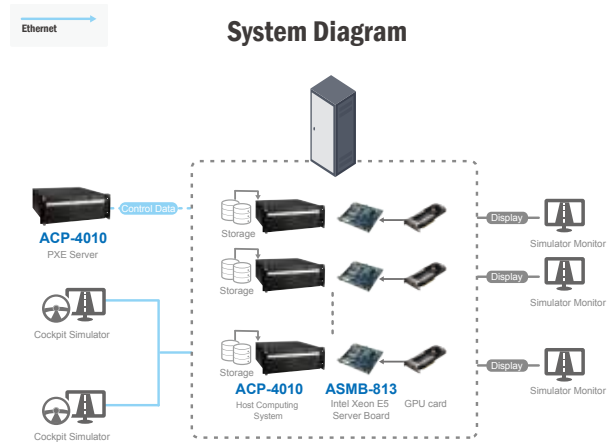 Ethernet
System Diagram
Control Data
ACP-4010
PXE Server
Storage
Display
Simulator Monitor
Storage
Display
Simulator Monitor
Cockpit Simulator
Storage
Display
Simulator Monitor
ACP-4010
Host Computing
System
ASMB-813
Intel Xeon E5
Server Board
GPU card
Cockpit Simulator